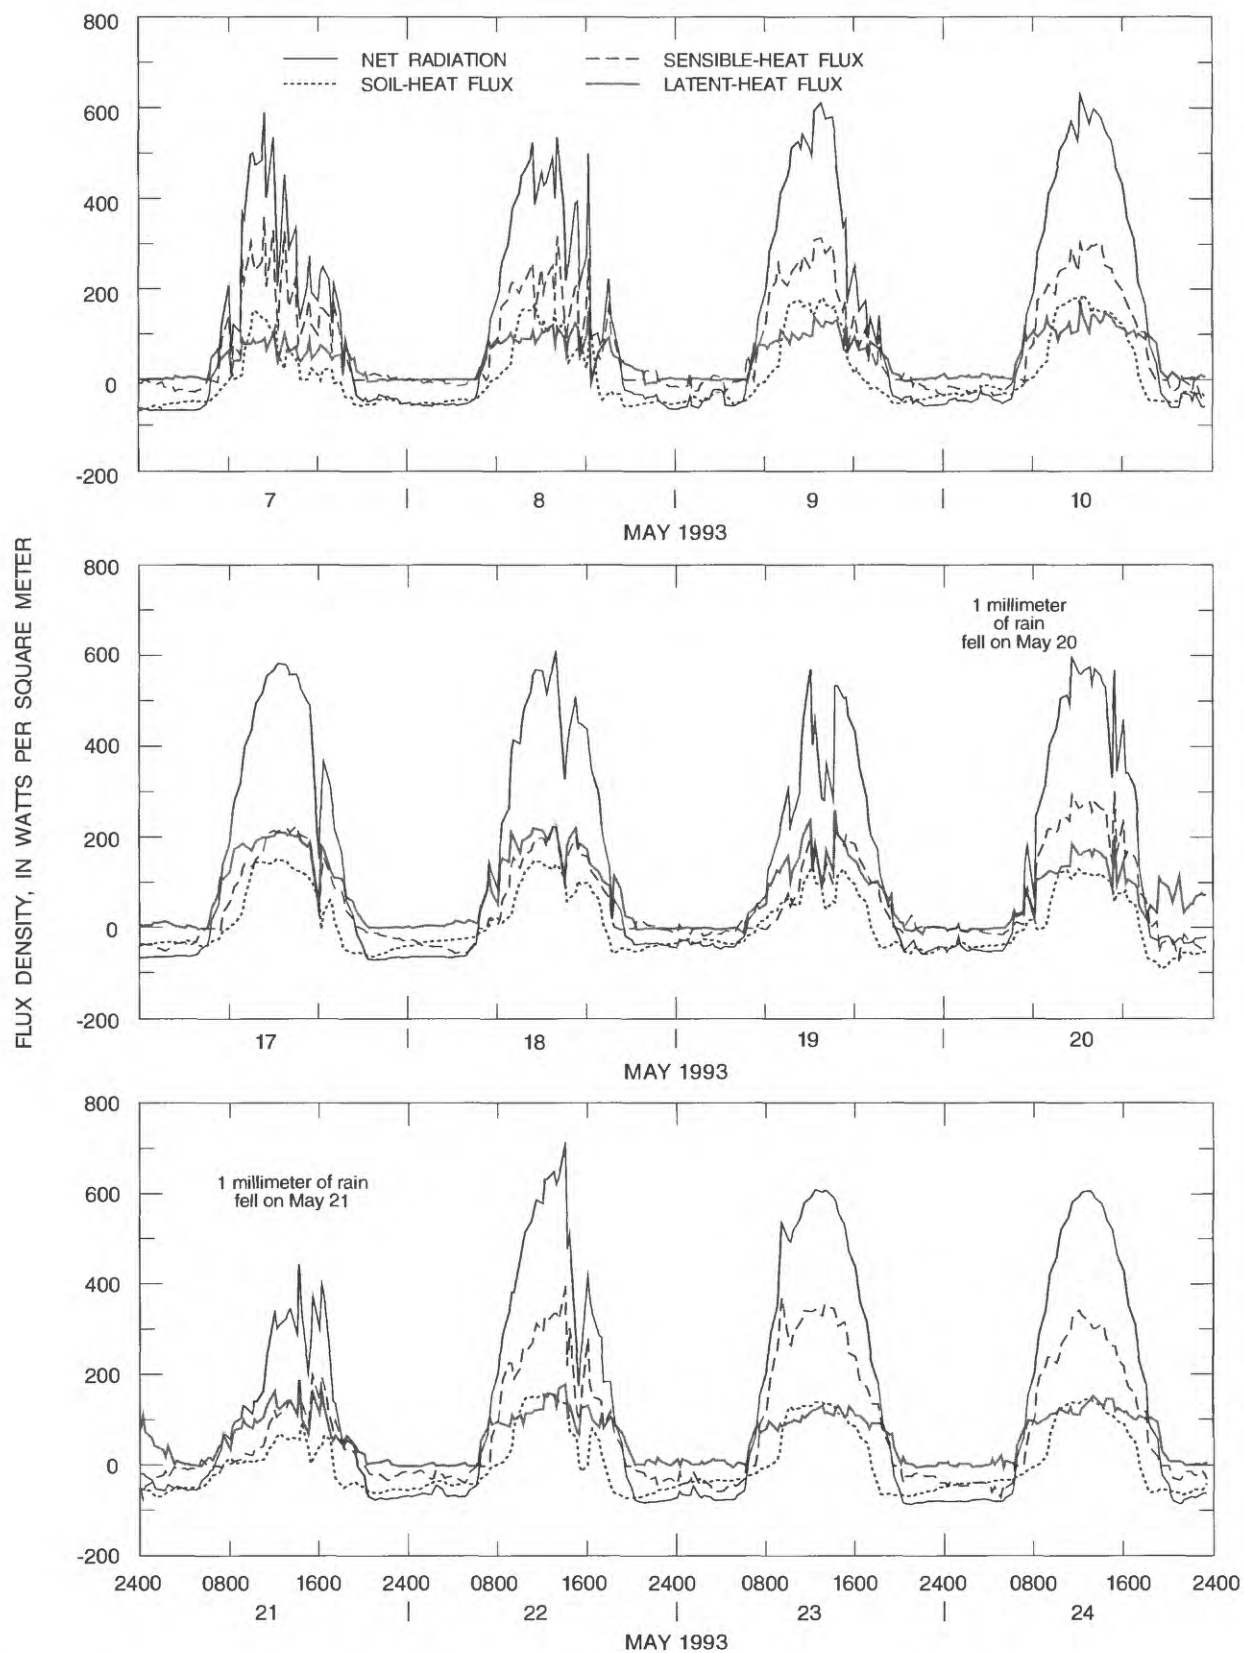 FLUX DENSITY, IN WATTS PER SQUARE METER
800
600
400
200
0
-200
NET RADIATION
SENSIBLE-HEAT FLUX
SOIL-HEAT FLUX
LATENT-HEAT FLUX
7 | 8 | 9 | 10
MAY 1993
800
600
400
200
0
-200
1 millimeter
of rain
fell on May 20
17 | 18 | 19 | 20
MAY 1993
800
600
400
200
0
-200
1 millimeter of rain
fell on May 21
2400 0800 1600 2400 0800 1600 2400 0800 1600 2400 0800 1600 2400
21 | 22 | 23 | 24
MAY 1993